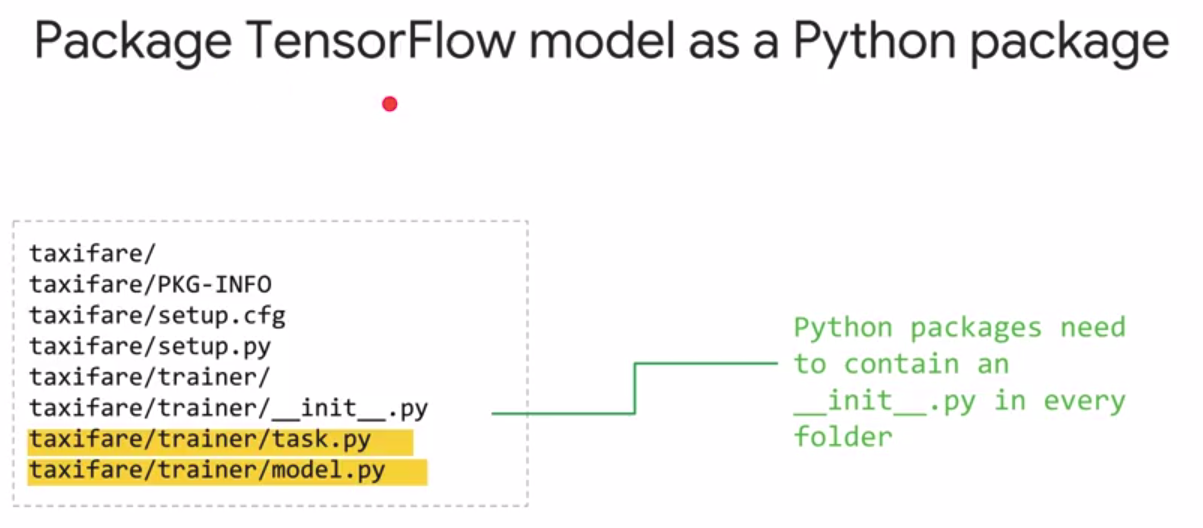 Package TensorFlow model as a Python package
taxifare/
taxifare/PKG-INFO
taxifare/setup.cfg
taxifare/setup.py
taxifare/trainer/
taxifare/trainer/__init__.py
taxifare/trainer/task.py
taxifare/trainer/model.py
Python packages need
to contain an
__init__.py in every
folder